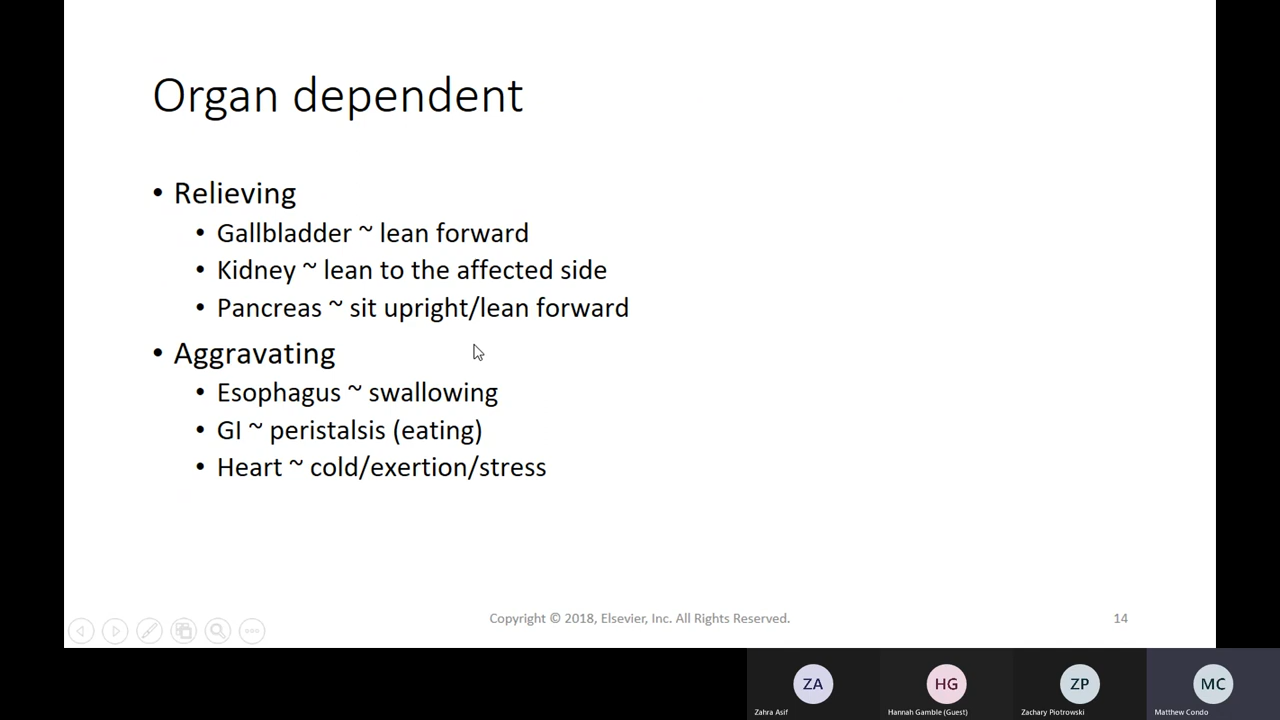 Organ dependent
• Relieving
• Gallbladder ~ lean forward
• Kidney ~ lean to the affected side
• Pancreas ~ sit upright/lean forward
• Aggravating
• Esophagus ~ swallowing
• GI ~ peristalsis (eating)
• Heart ~ cold/exertion/stress
Copyright © 2018, Elsevier, Inc. All Rights Reserved.
14
ZA
HG
ZP
MC
Zahra Asif
Hannah Gamble (Guest)
Zachary Piotrowski
Matthew Condo